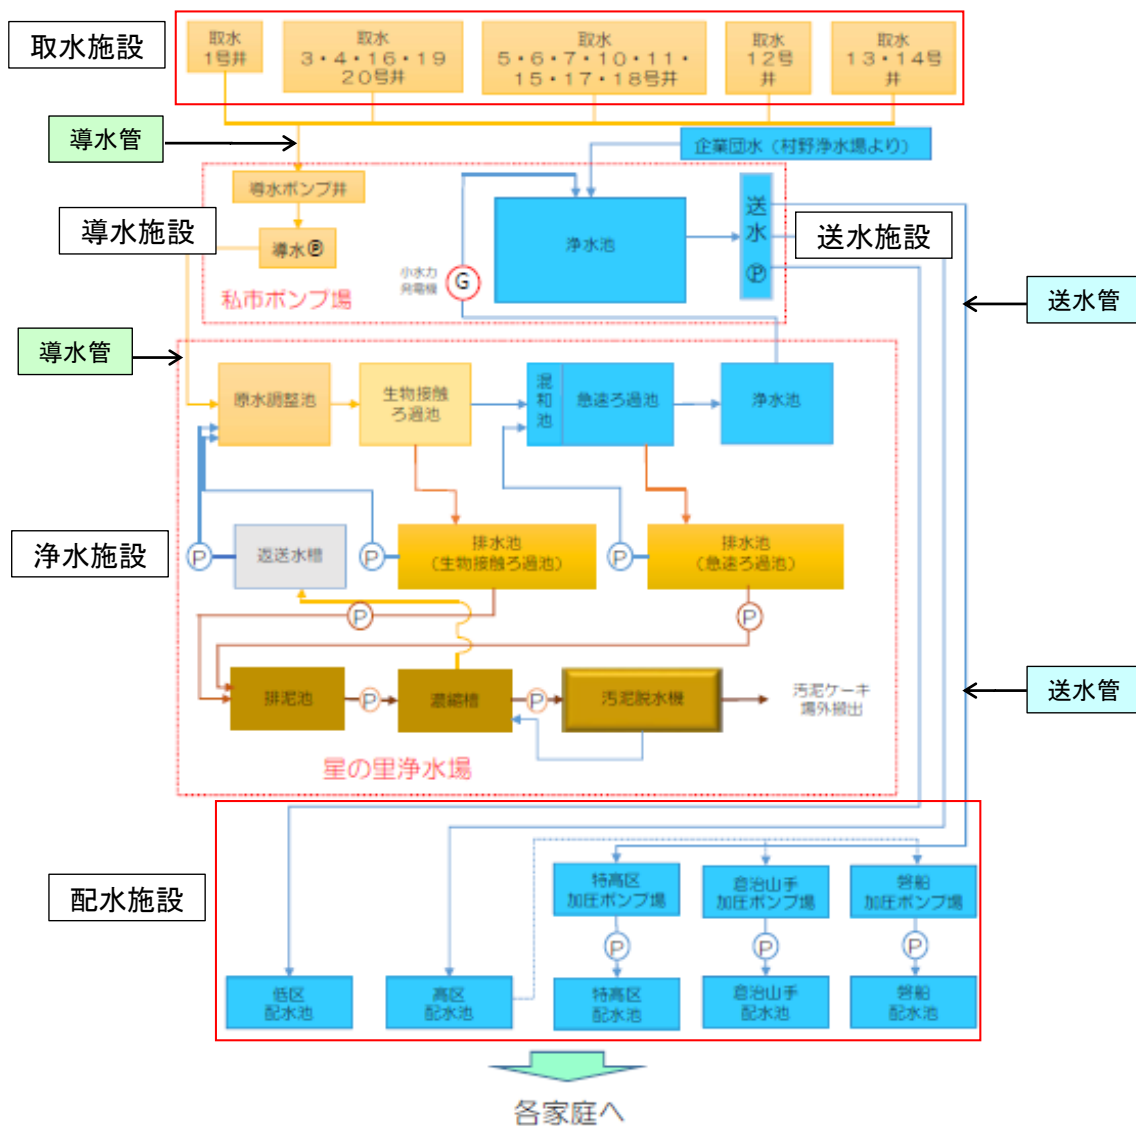 取水施設
取水
1号井
取水
3・4・16・19
20号井
取水
5・6・7・10・11・
15・17・18号井
取水
12号
井
取水
13・14号
井
導水管
企業団水（村野浄水場より）
導水ポンプ井
導水施設
導水Ⓟ
小水力
発電機
G
浄水池
送水
Ⓟ
送水施設
私市ポンプ場
送水管
導水管
原水調整池
生物接触
ろ過池
混和池
急速ろ過池
浄水池
浄水施設
P
返送水槽
P
排水池
（生物接触ろ過池）
P
排水池
（急速ろ過池）
P
P
排泥池
P
濃縮槽
P
汚泥脱水機
汚泥ケーキ
場外搬出
送水管
星の里浄水場
配水施設
特高区
加圧ポンプ場
倉治山手
加圧ポンプ場
磐船
加圧ポンプ場
P
P
P
低区
配水池
高区
配水池
特高区
配水池
倉治山手
配水池
磐船
配水池
各家庭へ